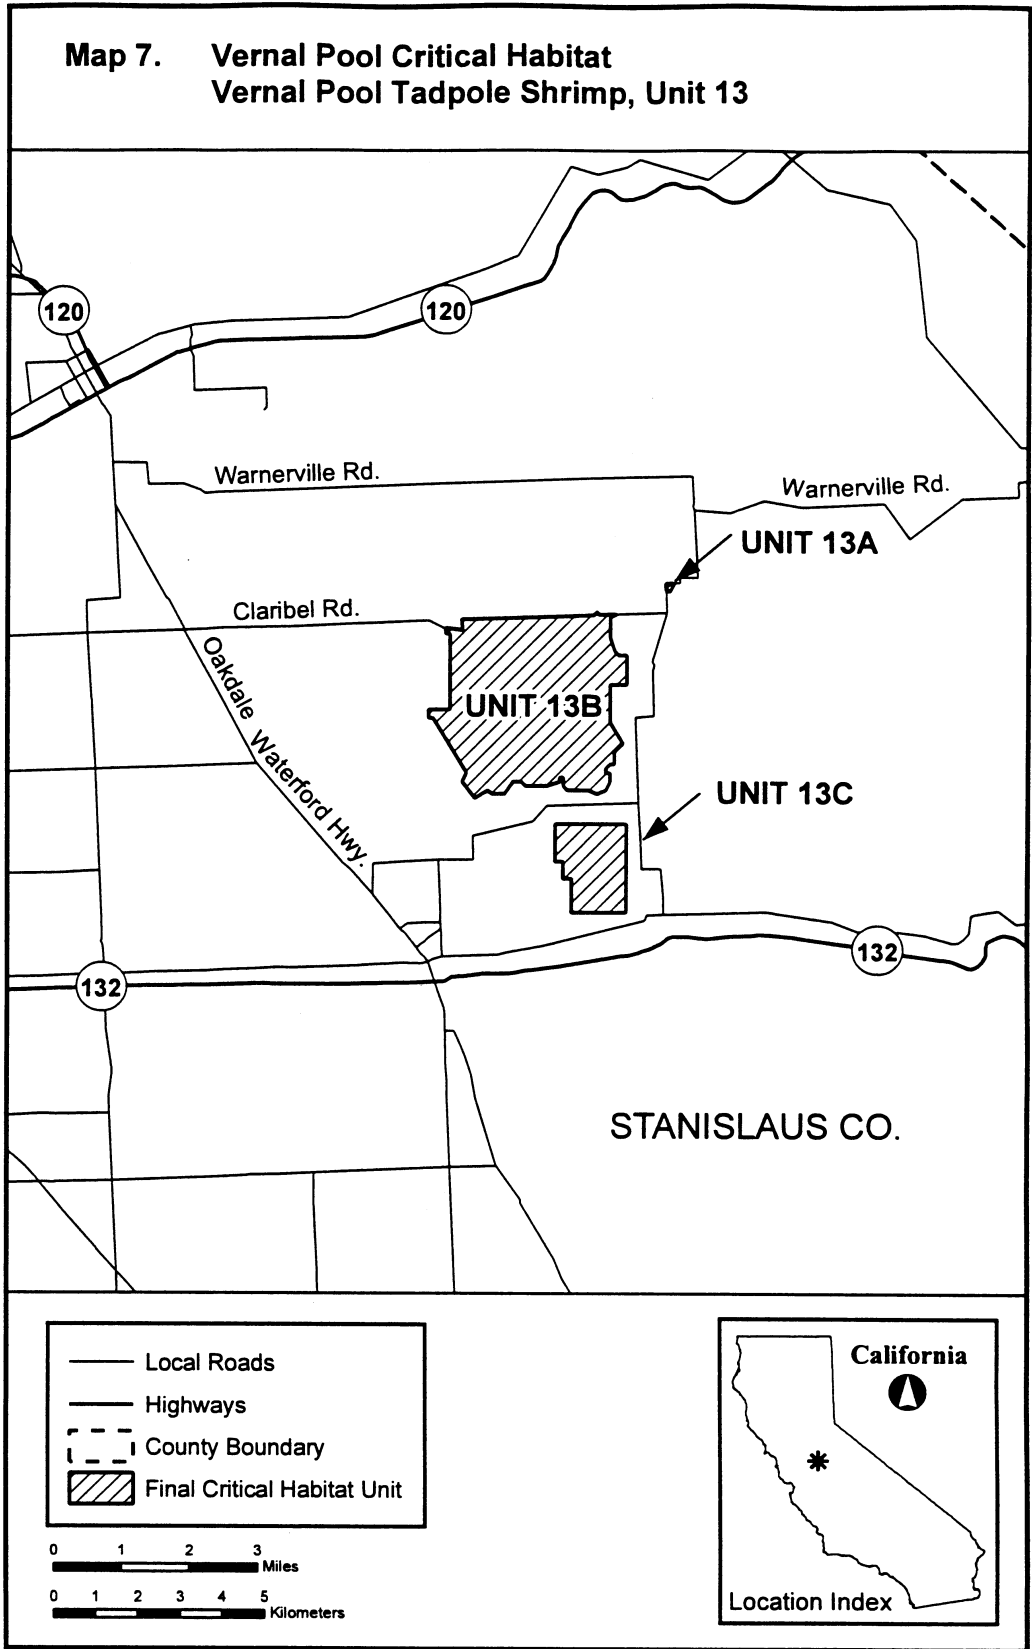 Map 7. Vernal Pool Critical Habitat
Vernal Pool Tadpole Shrimp, Unit 13
120
120
Warnerville Rd.
Warnerville Rd.
UNIT 13A
Claribel Rd.
Oakdale Waterford Hwy.
UNIT 13B
UNIT 13C
132
132
STANISLAUS CO.
Local Roads
Highways
County Boundary
Final Critical Habitat Unit
0 1 2 3
Miles
0 1 2 3 4 5
Kilometers
California
Location Index